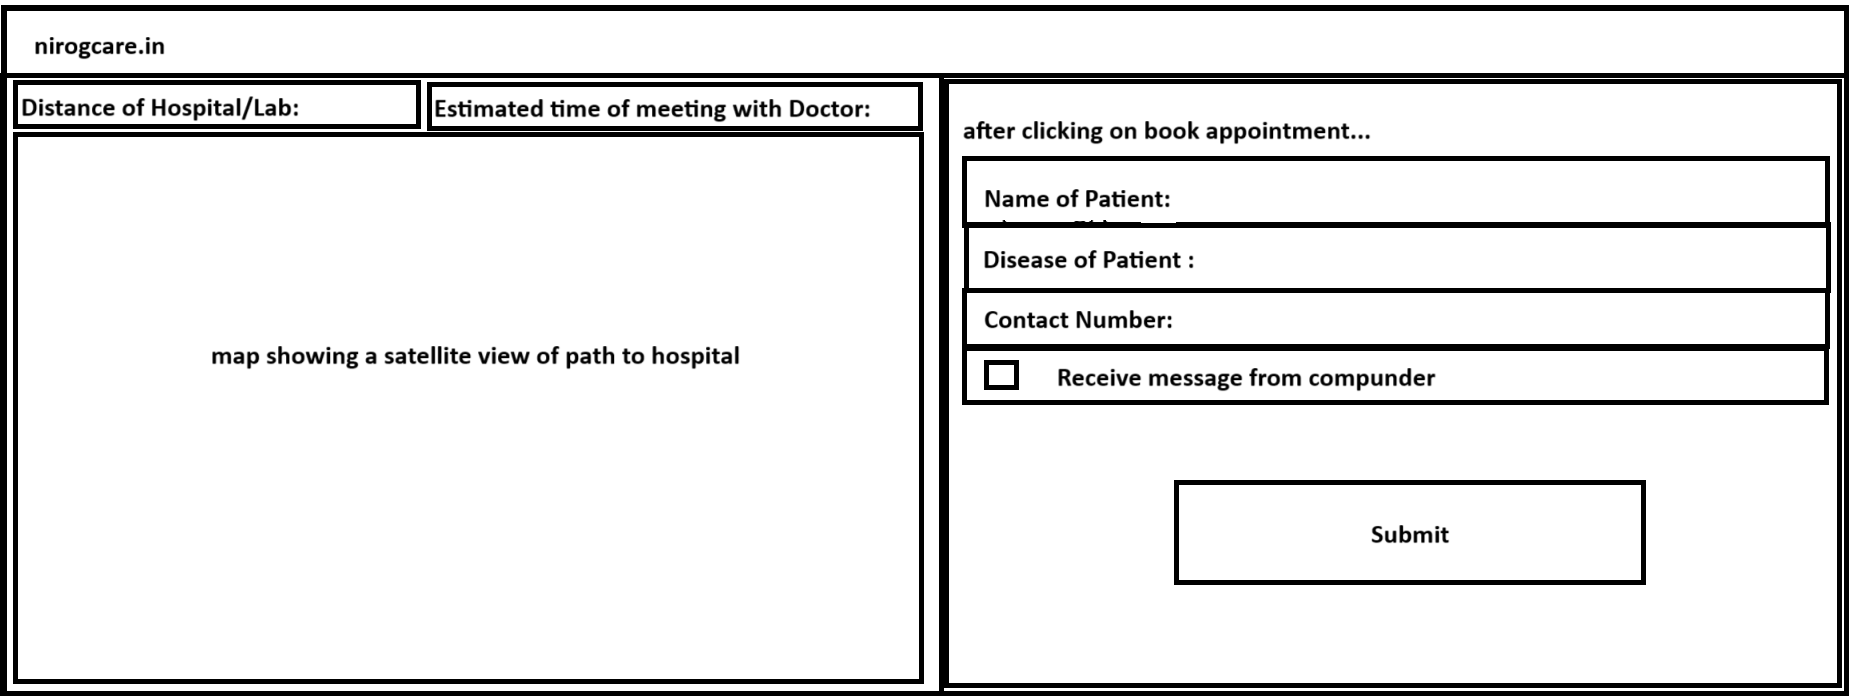 nirogcare.in
Distance of Hospital/Lab:
Estimated time of meeting with Doctor:
map showing a satellite view of path to hospital
after clicking on book appointment...
Name of Patient:
Disease of Patient :
Contact Number:
Receive message from compunder
Submit